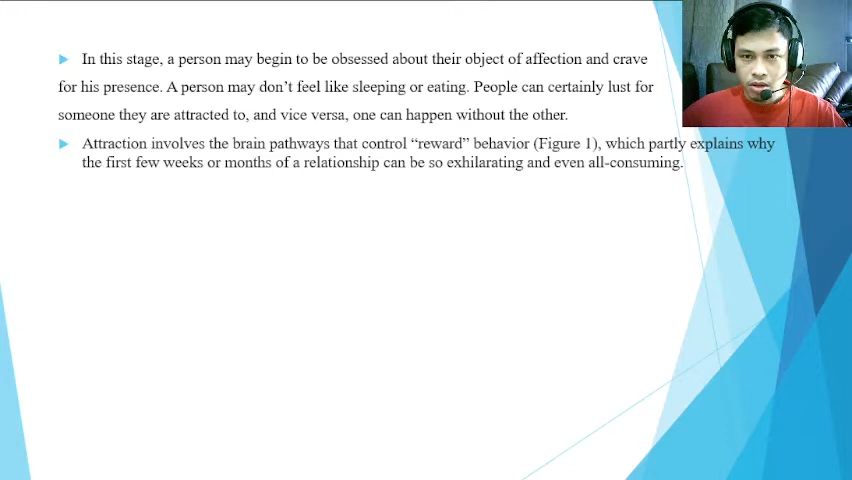 In this stage, a person may begin to be obsessed about their object of affection and crave
for his presence. A person may don’t feel like sleeping or eating. People can certainly lust for
someone they are attracted to, and vice versa, one can happen without the other.
Attraction involves the brain pathways that control “reward” behavior (Figure 1), which partly explains why
the first few weeks or months of a relationship can be so exhilarating and even all-consuming.